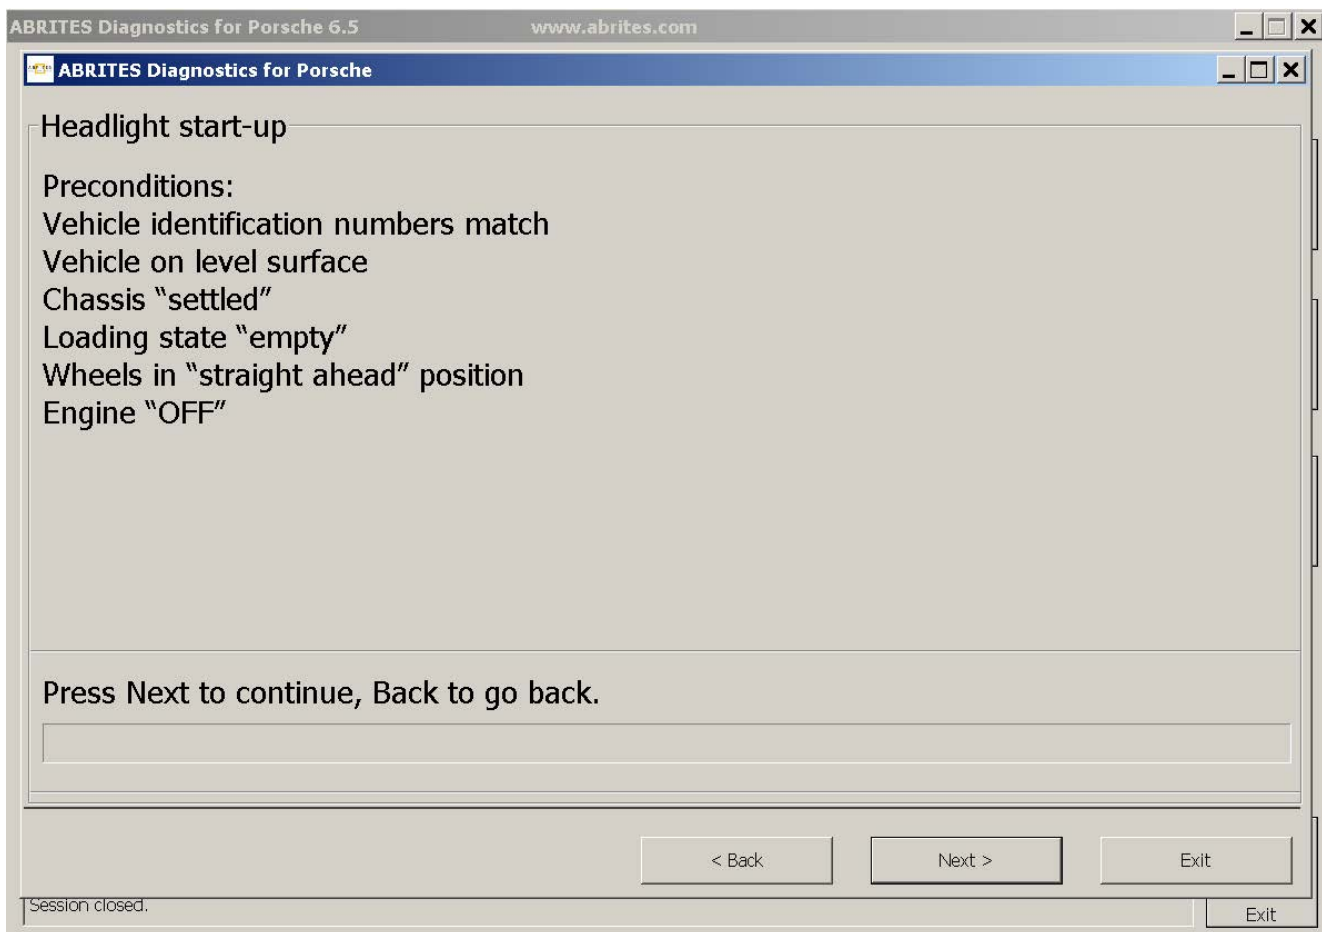 ABRITES Diagnostics for Porsche 6.5 www.abrites.com
ABRITES Diagnostics for Porsche
Headlight start-up
Preconditions:
Vehicle identification numbers match
Vehicle on level surface
Chassis “settled”
Loading state “empty”
Wheels in “straight ahead” position
Engine “OFF”
Press Next to continue, Back to go back.
< Back Next > Exit
Session closed.
Exit